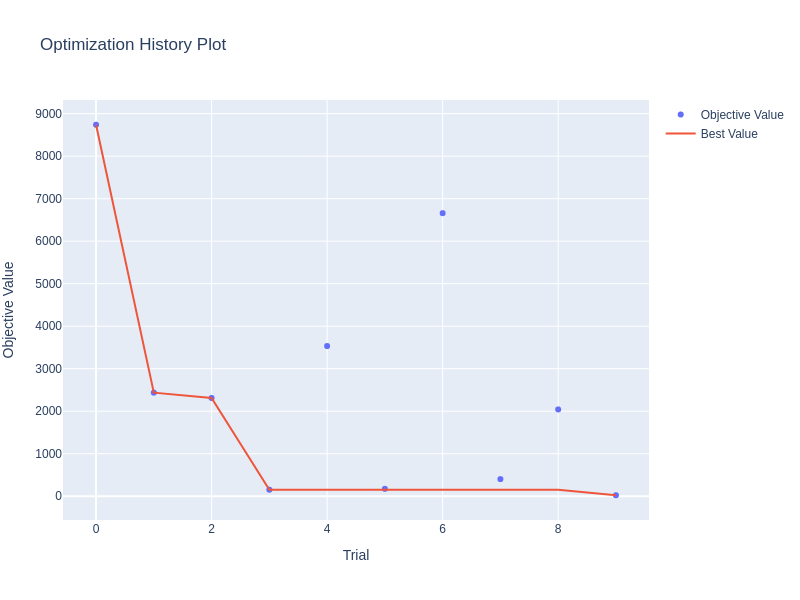 Optimization History Plot
Objective Value
Best Value
9000
8000
7000
6000
5000
4000
3000
2000
1000
0
Objective Value
0 2 4 6 8
Trial